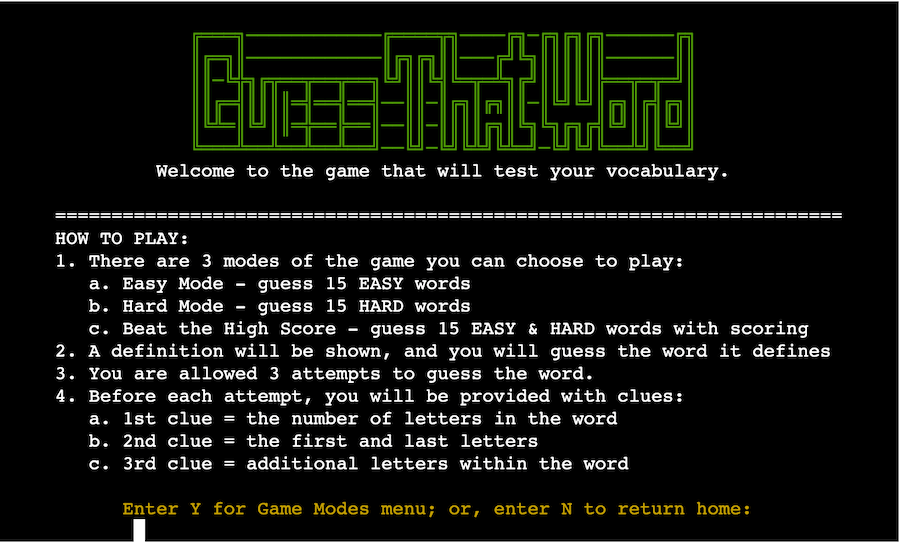 Guess That Word
Welcome to the game that will test your vocabulary.
======================================================================
HOW TO PLAY:
1. There are 3 modes of the game you can choose to play:
a. Easy Mode - guess 15 EASY words
b. Hard Mode - guess 15 HARD words
c. Beat the High Score - guess 15 EASY & HARD words with scoring
2. A definition will be shown, and you will guess the word it defines
3. You are allowed 3 attempts to guess the word.
4. Before each attempt, you will be provided with clues:
a. 1st clue = the number of letters in the word
b. 2nd clue = the first and last letters
c. 3rd clue = additional letters within the word
Enter Y for Game Modes menu; or, enter N to return home: